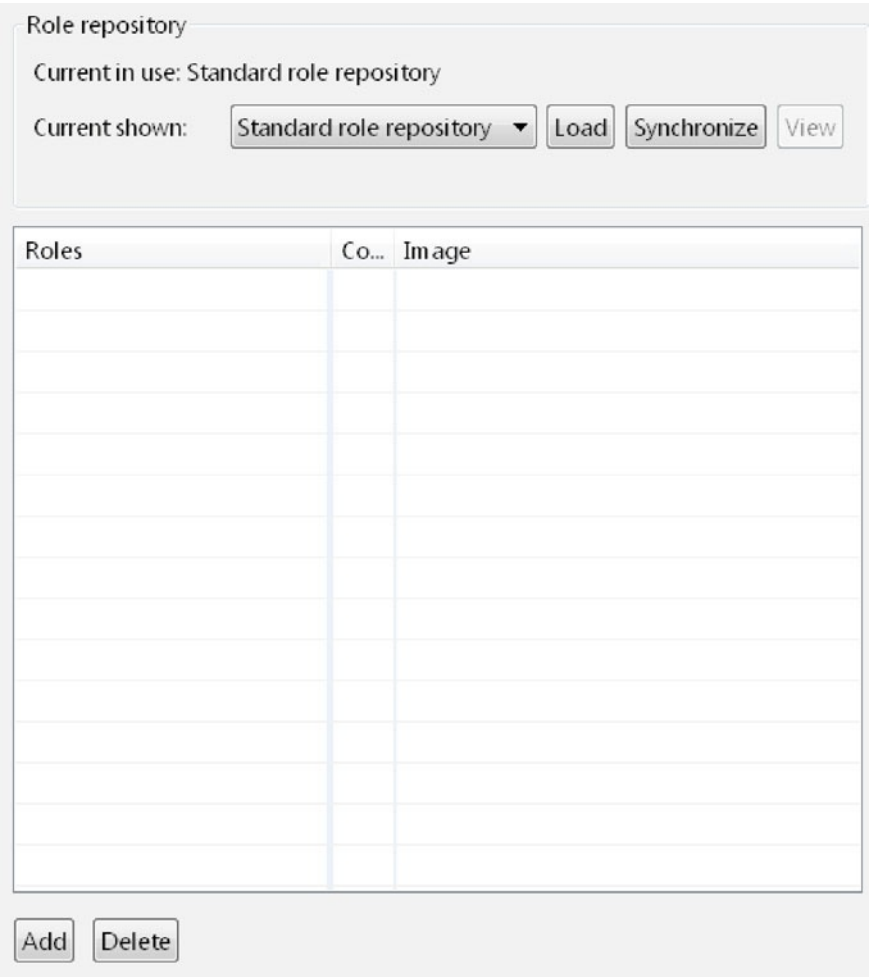 Role repository
Current in use: Standard role repository
Current shown: Standard role repository Load Synchronize View
Roles Co... Image
Add Delete